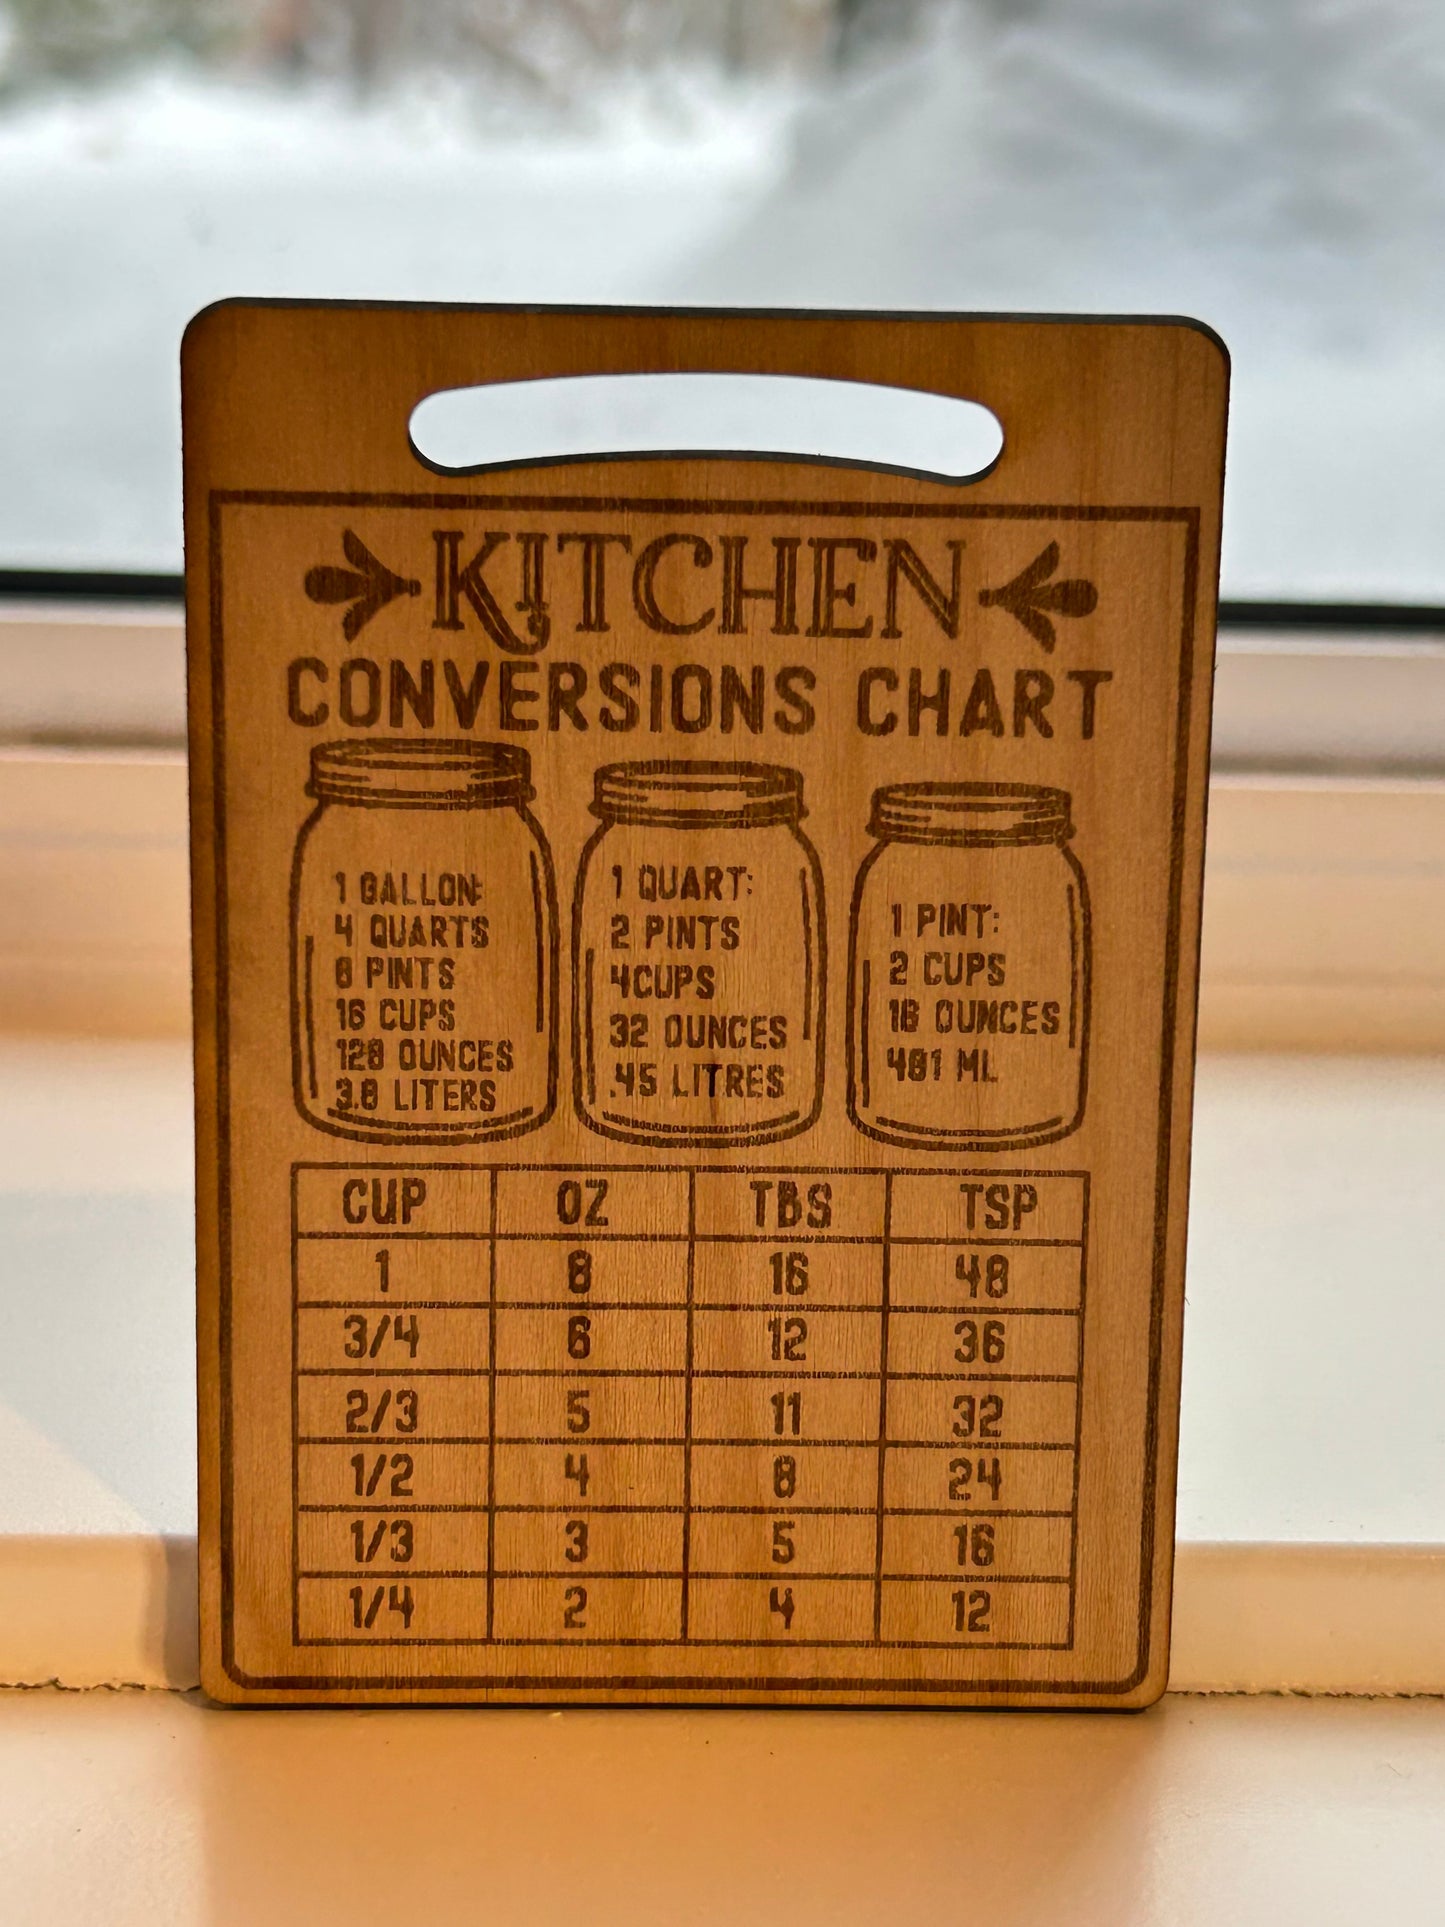 KITCHEN
CONVERSIONS CHART
1 GALLON:
4 QUARTS
8 PINTS
16 CUPS
128 OUNCES
3.8 LITERS
1 QUART:
2 PINTS
4CUPS
32 OUNCES
.45 LITRES
1 PINT:
2 CUPS
16 OUNCES
481 ML
CUP OZ TBS TSP
1 8 16 48
3/4 6 12 36
2/3 5 11 32
1/2 4 8 24
1/3 3 5 16
1/4 2 4 12